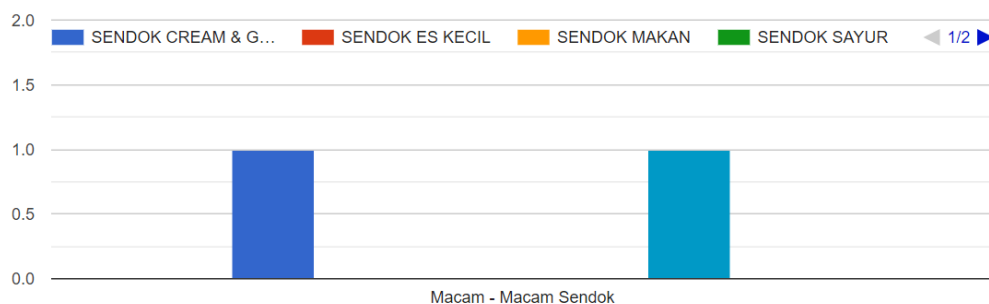 2.0
SENDOK CREAM & G… SENDOK ES KECIL SENDOK MAKAN SENDOK SAYUR 1/2
1.5
1.0
0.5
0.0
Macam - Macam Sendok